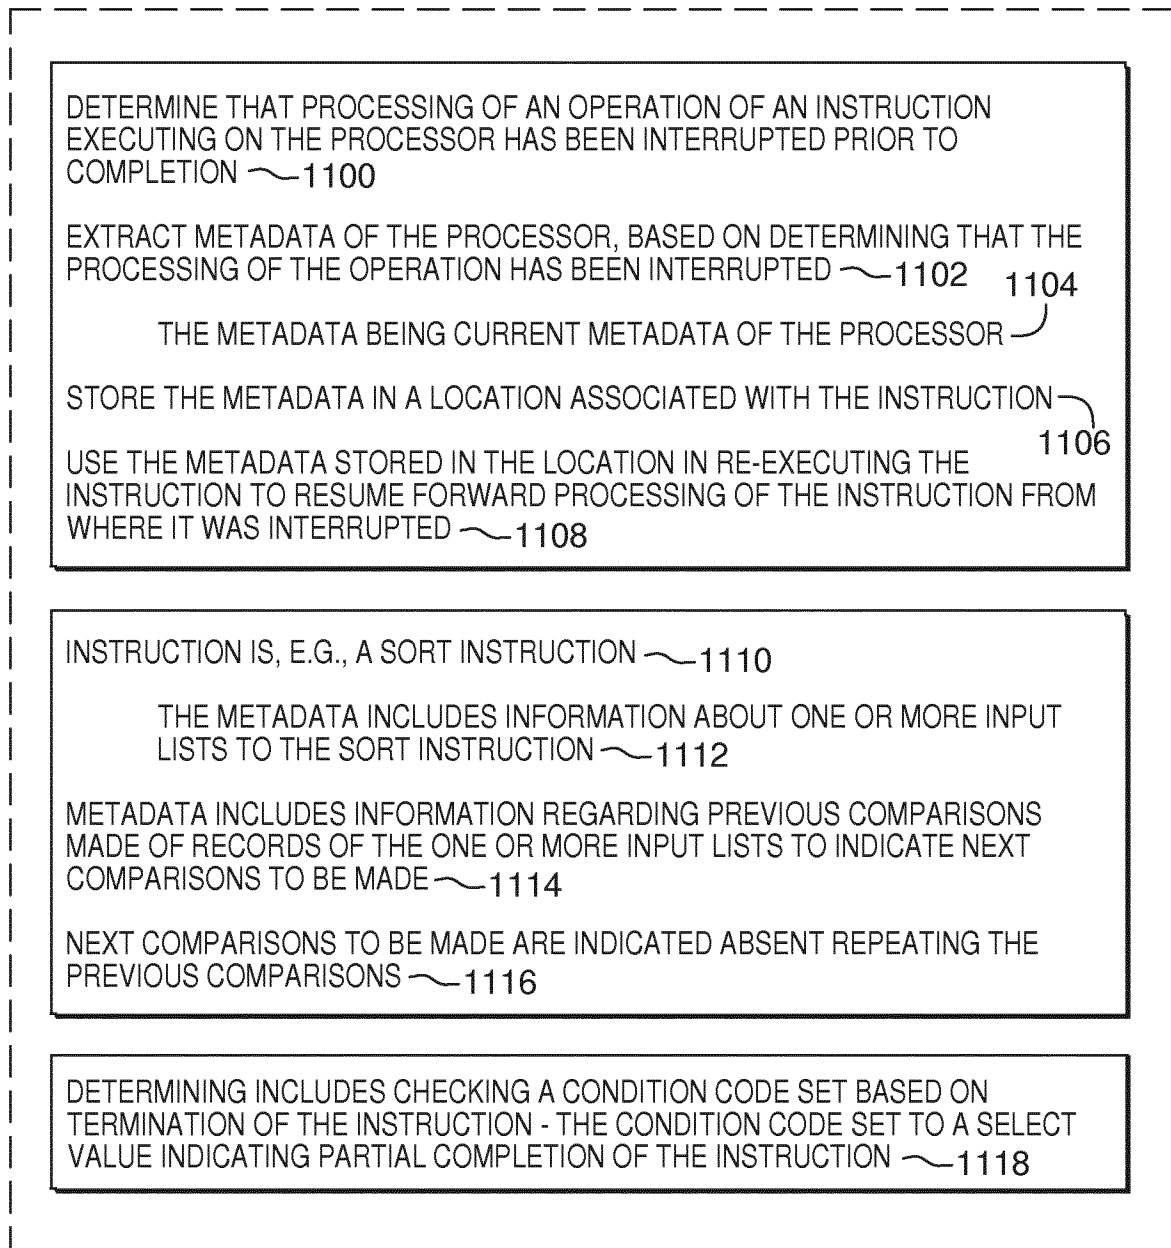 DETERMINE THAT PROCESSING OF AN OPERATION OF AN INSTRUCTION
EXECUTING ON THE PROCESSOR HAS BEEN INTERRUPTED PRIOR TO
COMPLETION 1100
EXTRACT METADATA OF THE PROCESSOR, BASED ON DETERMINING THAT THE
PROCESSING OF THE OPERATION HAS BEEN INTERRUPTED 1102
1104
THE METADATA BEING CURRENT METADATA OF THE PROCESSOR
STORE THE METADATA IN A LOCATION ASSOCIATED WITH THE INSTRUCTION
1106
USE THE METADATA STORED IN THE LOCATION IN RE-EXECUTING THE
INSTRUCTION TO RESUME FORWARD PROCESSING OF THE INSTRUCTION FROM
WHERE IT WAS INTERRUPTED 1108
INSTRUCTION IS, E.G., A SORT INSTRUCTION 1110
THE METADATA INCLUDES INFORMATION ABOUT ONE OR MORE INPUT
LISTS TO THE SORT INSTRUCTION 1112
METADATA INCLUDES INFORMATION REGARDING PREVIOUS COMPARISONS
MADE OF RECORDS OF THE ONE OR MORE INPUT LISTS TO INDICATE NEXT
COMPARISONS TO BE MADE 1114
NEXT COMPARISONS TO BE MADE ARE INDICATED ABSENT REPEATING THE
PREVIOUS COMPARISONS 1116
DETERMINING INCLUDES CHECKING A CONDITION CODE SET BASED ON
TERMINATION OF THE INSTRUCTION - THE CONDITION CODE SET TO A SELECT
VALUE INDICATING PARTIAL COMPLETION OF THE INSTRUCTION 1118